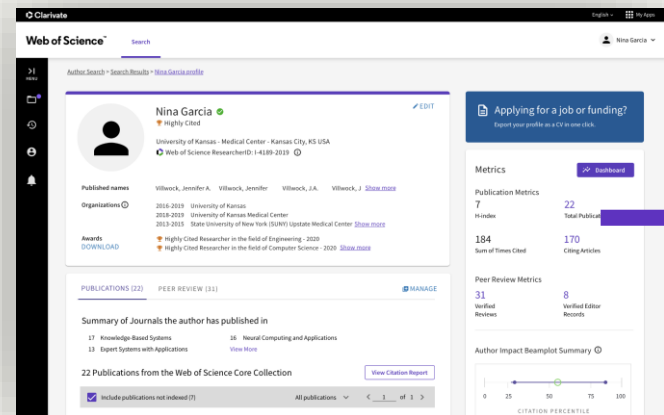 Clarivate
English
My Apps
Web of Science™
Search
Nina Garcia
MENU
Author Search > Search Results > Nina Garcia profile
Nina Garcia
Highly Cited
EDIT
University of Kansas - Medical Center - Kansas City, KS USA
Web of Science ResearcherID: I-4189-2019
Published names
Villwock, Jennifer A. Villwock, Jennifer Villwock, J.A. Villwock, J Show more
Organizations
2016-2019 University of Kansas
2018-2019 University of Kansas Medical Center
2013-2015 State University of New York (SUNY) Upstate Medical Center Show more
Awards
DOWNLOAD
Highly Cited Researcher in the field of Engineering - 2020
Highly Cited Researcher in the field of Computer Science - 2020 Show more
PUBLICATIONS (22)
PEER REVIEW (31)
MANAGE
Summary of Journals the author has published in
17 Knowledge-Based Systems
16 Neural Computing and Applications
13 Expert Systems with Applications
View More
22 Publications from the Web of Science Core Collection
View Citation Report
Include publications not indexed (7)
All publications
< 1 of 1 >
Applying for a job or funding?
Export your profile as a CV in one click.
Metrics
Dashboard
Publication Metrics
7
22
H-index
Total Publicat
184
170
Sum of Times Cited
Citing Articles
Peer Review Metrics
31
8
Verified Reviews
Verified Editor Records
Author Impact Beamplot Summary
0 25 50 75 100
CITATION PERCENTILE